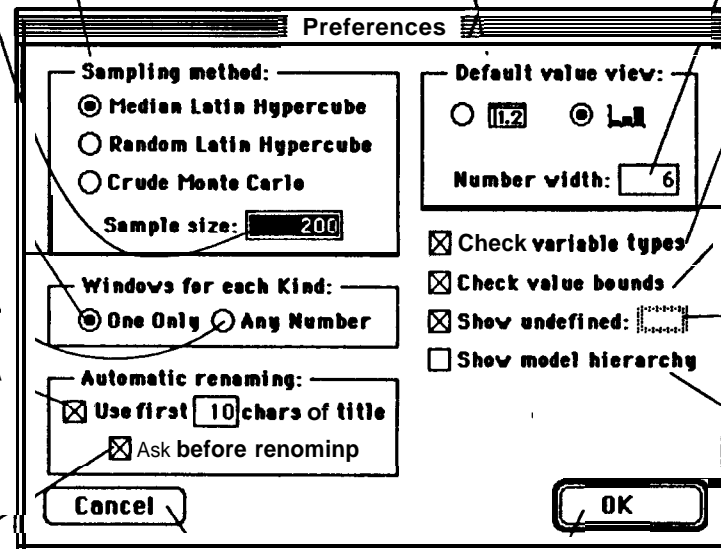 Preferences
Sampling method:
Median Latin Hypercube
Random Latin Hypercube
Crude Monte Carlo
Sample size: 200
Windows for each Kind:
One Only Any Number
Automatic renaming:
Use first 10 chars of title
Ask before renominp
Cancel
Default value view:
1.2
Number width: 6
Check variable types
Check value bounds
Show undefined:
Show model hierarchy
OK